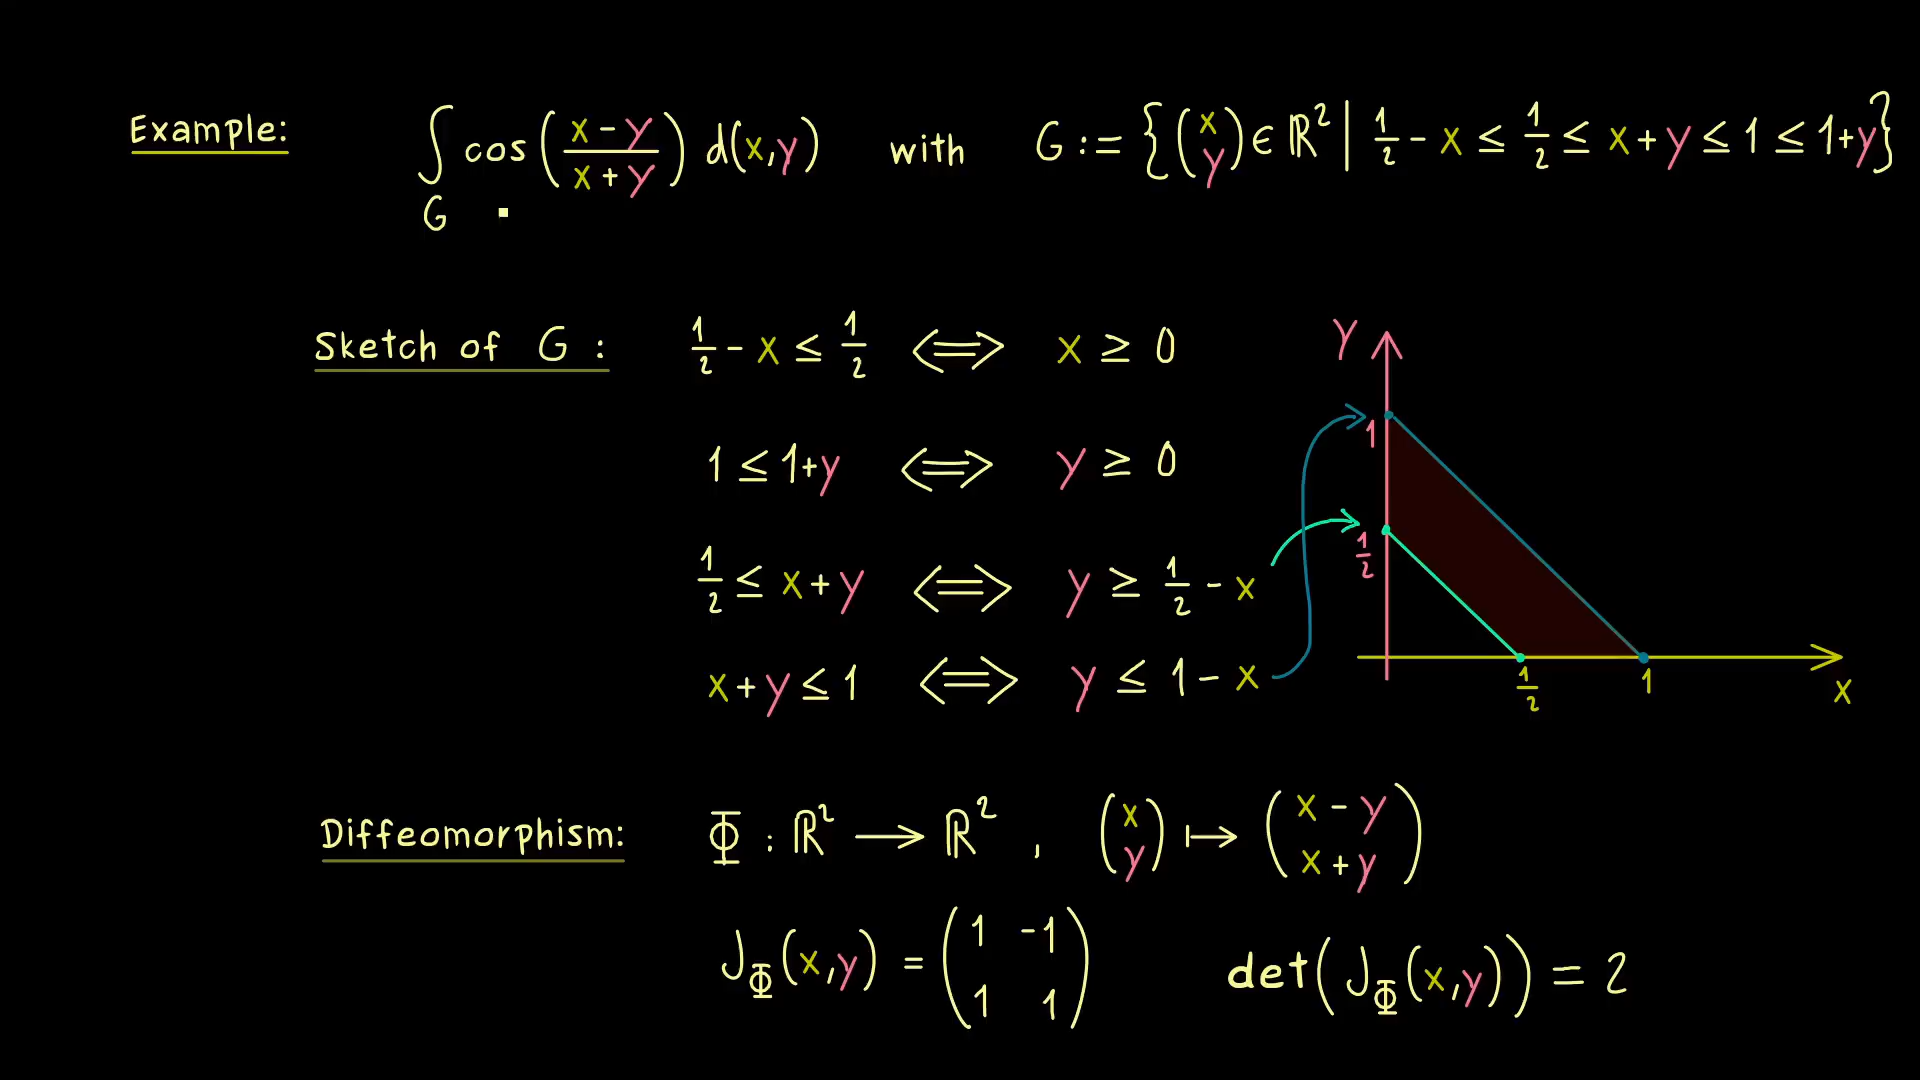 Example: ∫_G cos((x-y)/(x+y)) d(x,y) with G := {(x y) ∈ ℝ² | 1/2 - x ≤ 1/2 ≤ x + y ≤ 1 ≤ 1+y}
Sketch of G : 1/2 - x ≤ 1/2 ⟺ x ≥ 0
1 ≤ 1+y ⟺ y ≥ 0
1/2 ≤ x + y ⟺ y ≥ 1/2 - x
x + y ≤ 1 ⟺ y ≤ 1 - x
y
1
1/2
1/2
1
x
Diffeomorphism: Φ : ℝ² → ℝ² , (x y) ↦ (x - y x + y)
J_Φ(x,y) = (1 -1 1 1) det(J_Φ(x,y)) = 2